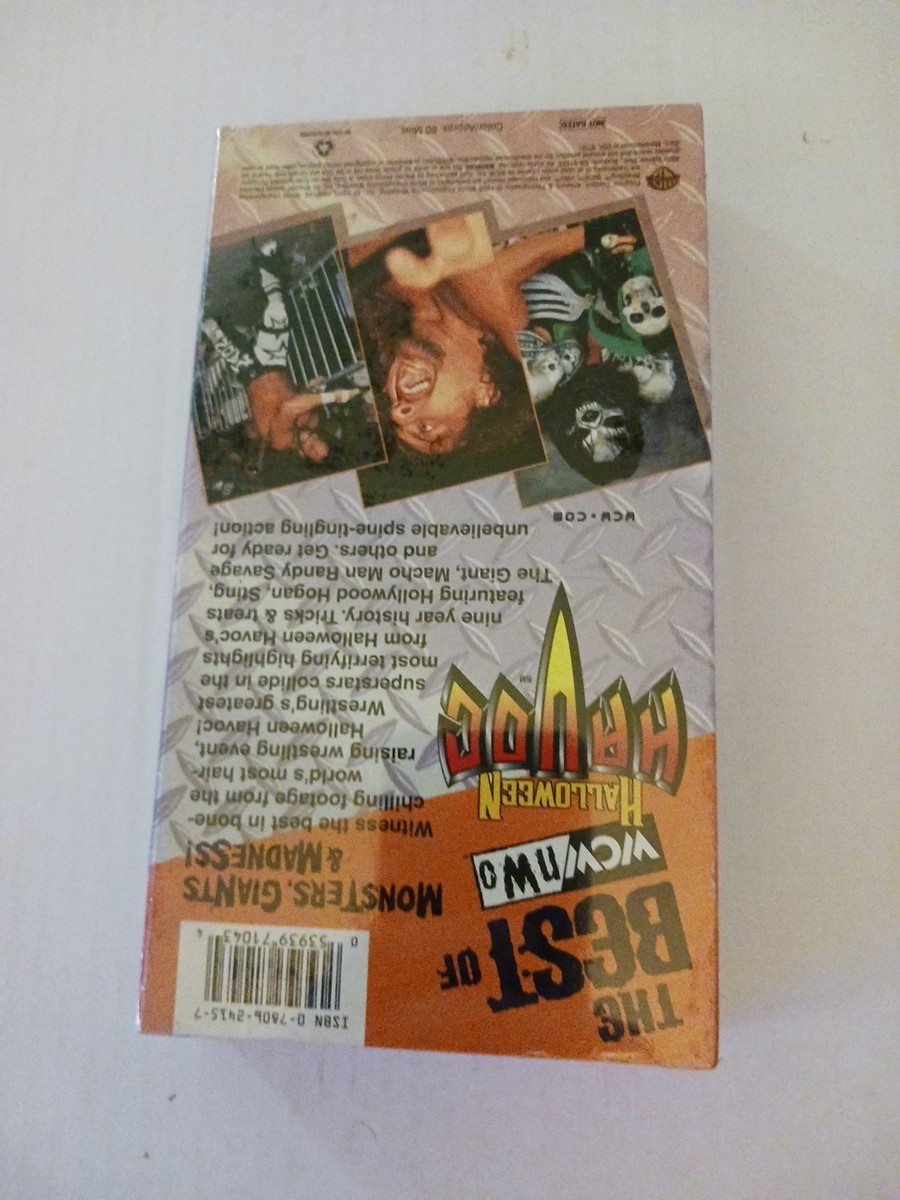 THE
BEST OF
WCW/nWo
HALLOWEEN
HAVOC
SM
ISBN 0-7806-2435-7
0 53939 71043 4
MONSTERS, GIANTS
& MADNESS!
Witness the best in bone-
chilling footage from the
world's most hair-
raising wrestling event,
Halloween Havoc!
Wrestling's greatest
superstars collide in the
most terrifying highlights
from Halloween Havoc's
nine year history. Tricks & treats
featuring Hollywood Hogan, Sting,
The Giant, Macho Man Randy Savage
and others. Get ready for
unbelievable spine-tingling action!
WCW.COM
NOT RATED
Color/Approx. 60 Mins